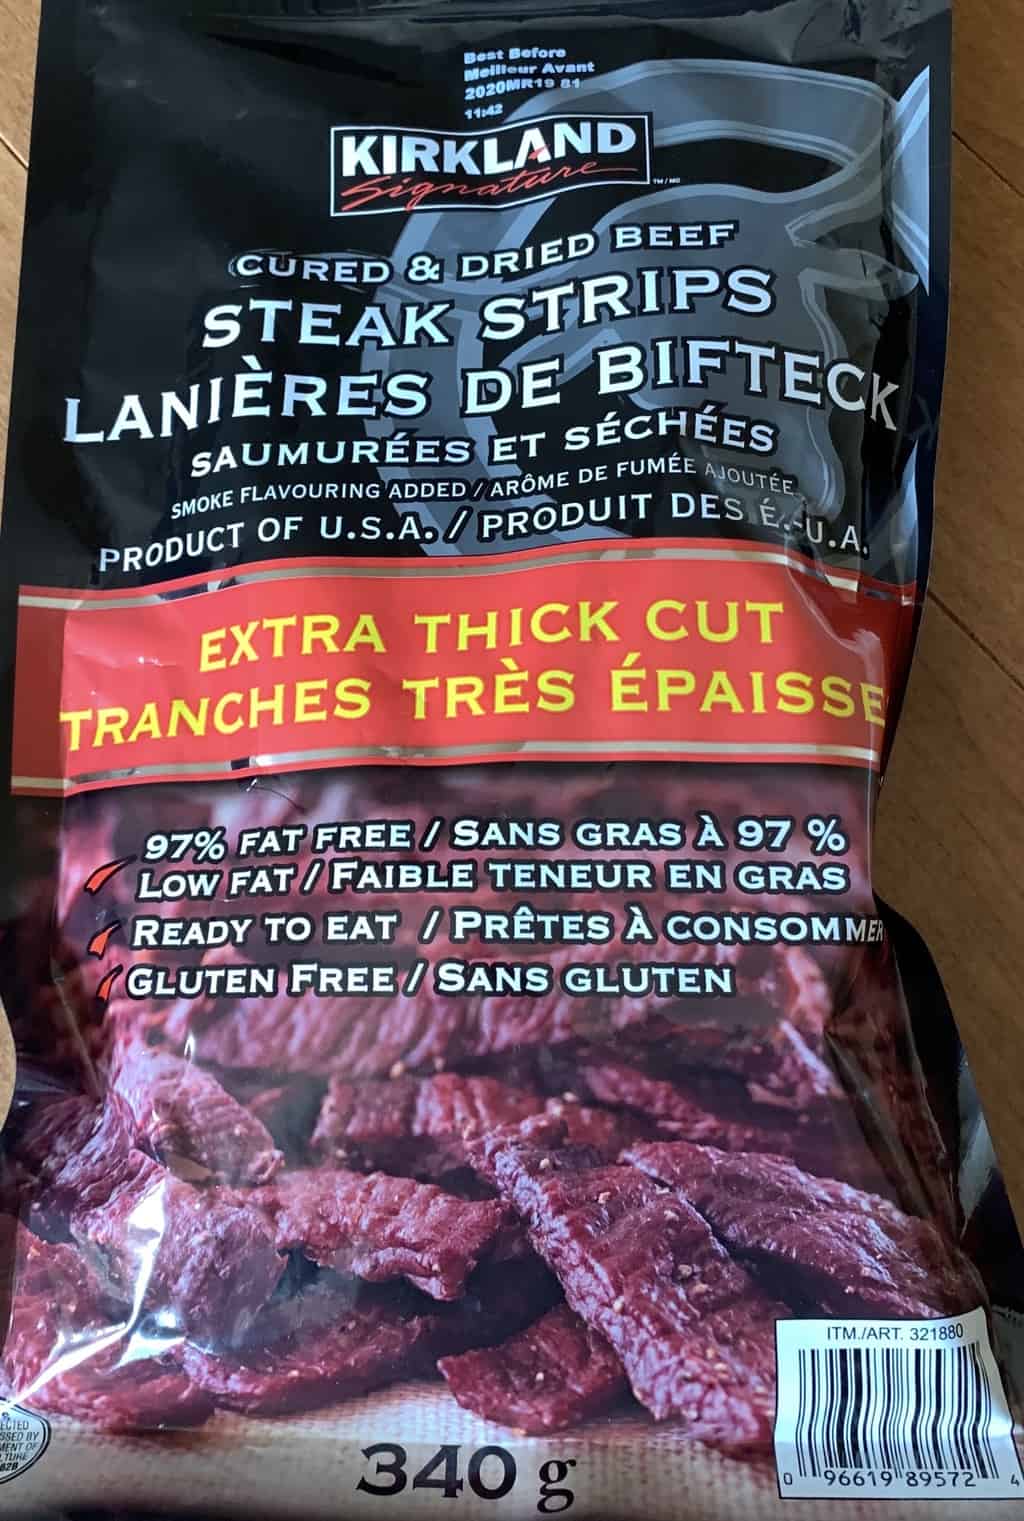 Best Before
Meilleur Avant
2020MR19 81
11:42
KIRKLAND
Signature
TM/MC
CURED & DRIED BEEF
STEAK STRIPS
LANIÈRES DE BIFTECK
SAUMURÉES ET SÉCHÉES
SMOKE FLAVOURING ADDED / ARÔME DE FUMÉE AJOUTÉE
PRODUCT OF U.S.A. / PRODUIT DES É.-U.A.
EXTRA THICK CUT
TRANCHES TRÈS ÉPAISSE
97% FAT FREE / SANS GRAS À 97 %
LOW FAT / FAIBLE TENEUR EN GRAS
READY TO EAT / PRÊTES À CONSOMMER
GLUTEN FREE / SANS GLUTEN
ITM./ART. 321880
0 96619 89572 4
340 g